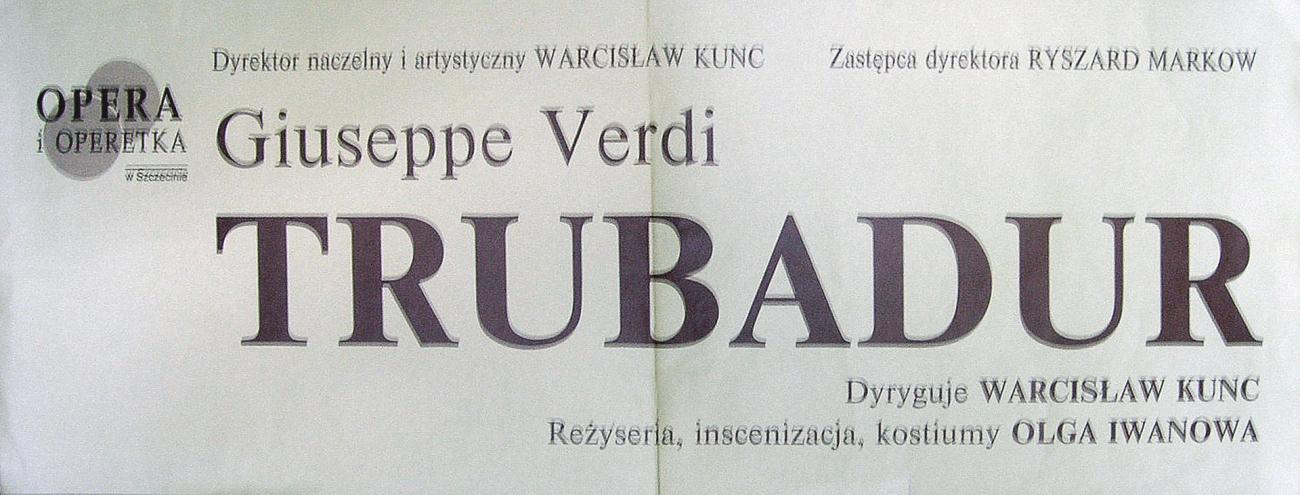 Dyrektor naczelny i artystyczny WARCISŁAW KUNC Zastępca dyrektora RYSZARD MARKOW
OPERA
i OPERETKA
w Szczecinie
Giuseppe Verdi
TRUBADUR
Dyryguje WARCISŁAW KUNC
Reżyseria, inscenizacja, kostiumy OLGA IWANOWA